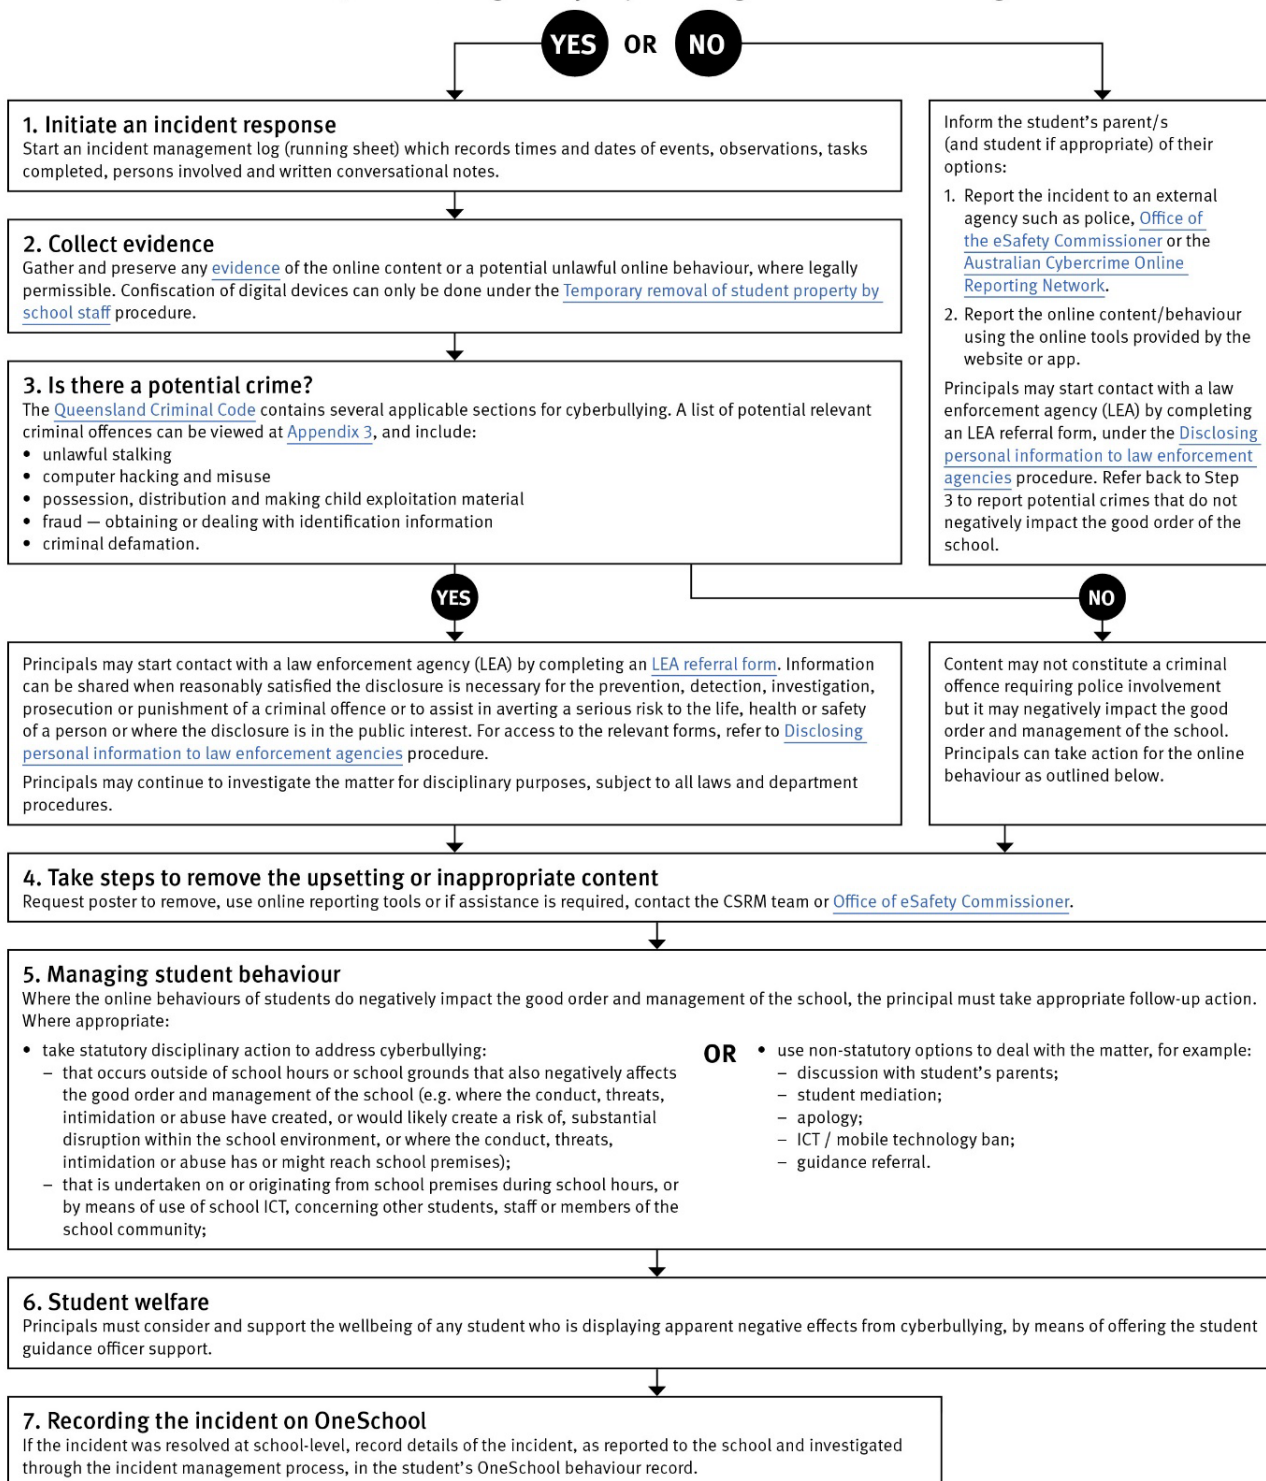 YES OR NO
1. Initiate an incident response
Start an incident management log (running sheet) which records times and dates of events, observations, tasks
completed, persons involved and written conversational notes.
2. Collect evidence
Gather and preserve any evidence of the online content or a potential unlawful online behaviour, where legally
permissible. Confiscation of digital devices can only be done under the Temporary removal of student property by
school staff procedure.
3. Is there a potential crime?
The Queensland Criminal Code contains several applicable sections for cyberbullying. A list of potential relevant
criminal offences can be viewed at Appendix 3, and include:
• unlawful stalking
• computer hacking and misuse
• possession, distribution and making child exploitation material
• fraud — obtaining or dealing with identification information
• criminal defamation.
Inform the student's parent/s
(and student if appropriate) of their
options:
1. Report the incident to an external
agency such as police, Office of
the eSafety Commissioner or the
Australian Cybercrime Online
Reporting Network.
2. Report the online content/behaviour
using the online tools provided by the
website or app.
Principals may start contact with a law
enforcement agency (LEA) by completing
an LEA referral form, under the Disclosing
personal information to law enforcement
agencies procedure. Refer back to Step
3 to report potential crimes that do not
negatively impact the good order of the
school.
YES
NO
Principals may start contact with a law enforcement agency (LEA) by completing an LEA referral form. Information
can be shared when reasonably satisfied the disclosure is necessary for the prevention, detection, investigation,
prosecution or punishment of a criminal offence or to assist in averting a serious risk to the life, health or safety
of a person or where the disclosure is in the public interest. For access to the relevant forms, refer to Disclosing
personal information to law enforcement agencies procedure.
Principals may continue to investigate the matter for disciplinary purposes, subject to all laws and department
procedures.
Content may not constitute a criminal
offence requiring police involvement
but it may negatively impact the good
order and management of the school.
Principals can take action for the online
behaviour as outlined below.
4. Take steps to remove the upsetting or inappropriate content
Request poster to remove, use online reporting tools or if assistance is required, contact the CSRM team or Office of eSafety Commissioner.
5. Managing student behaviour
Where the online behaviours of students do negatively impact the good order and management of the school, the principal must take appropriate follow-up action.
Where appropriate:
• take statutory disciplinary action to address cyberbullying:
– that occurs outside of school hours or school grounds that also negatively affects
the good order and management of the school (e.g. where the conduct, threats,
intimidation or abuse have created, or would likely create a risk of, substantial
disruption within the school environment, or where the conduct, threats,
intimidation or abuse has or might reach school premises);
– that is undertaken on or originating from school premises during school hours, or
by means of use of school ICT, concerning other students, staff or members of the
school community;
OR
• use non-statutory options to deal with the matter, for example:
– discussion with student's parents;
– student mediation;
– apology;
– ICT / mobile technology ban;
– guidance referral.
6. Student welfare
Principals must consider and support the wellbeing of any student who is displaying apparent negative effects from cyberbullying, by means of offering the student
guidance officer support.
7. Recording the incident on OneSchool
If the incident was resolved at school-level, record details of the incident, as reported to the school and investigated
through the incident management process, in the student's OneSchool behaviour record.